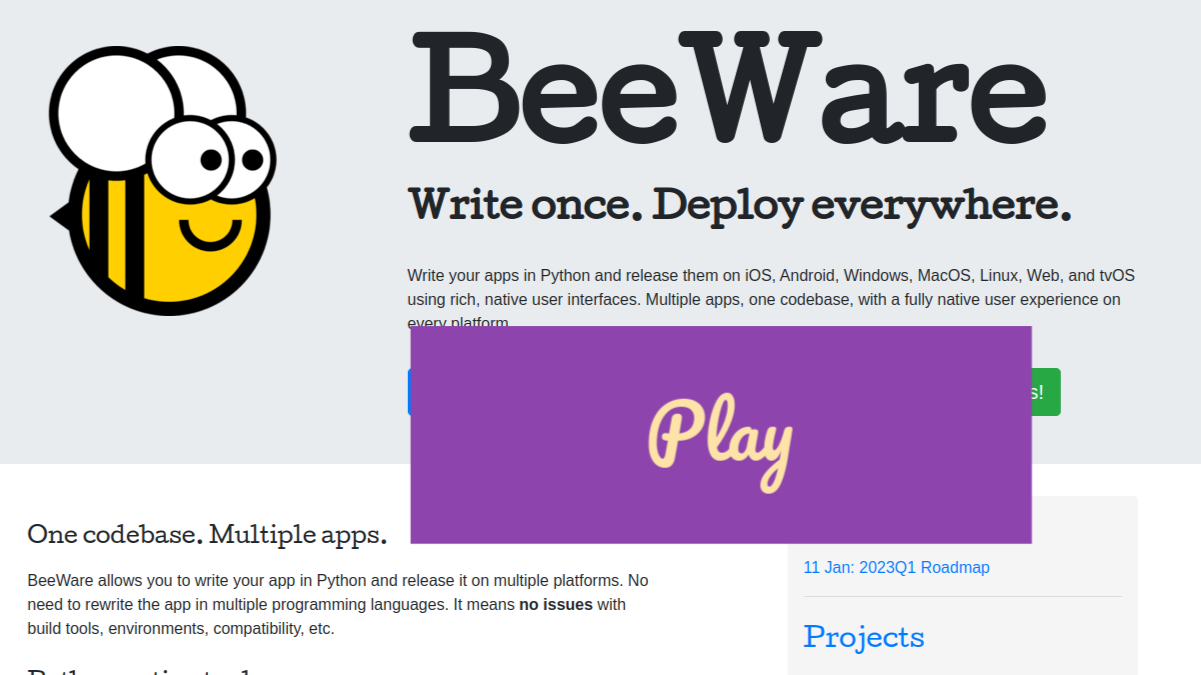 BeeWare
Write once. Deploy everywhere.
Write your apps in Python and release them on iOS, Android, Windows, MacOS, Linux, Web, and tvOS
using rich, native user interfaces. Multiple apps, one codebase, with a fully native user experience on
every platform
s!
Play
One codebase. Multiple apps.
BeeWare allows you to write your app in Python and release it on multiple platforms. No
need to rewrite the app in multiple programming languages. It means no issues with
build tools, environments, compatibility, etc.
11 Jan: 2023Q1 Roadmap
Projects